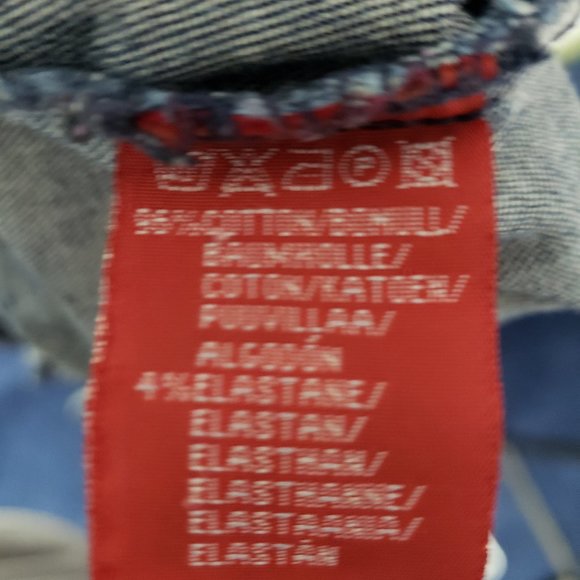 96%COTTON/BOMULL/
BAUMWOLLE/
COTON/KATOEN/
PUUVILLAA/
ALGODÓN
4%ELASTANE/
ELASTAN/
ELASTHAN/
ELASTHANNE/
ELASTAANIA/
ELASTÁN